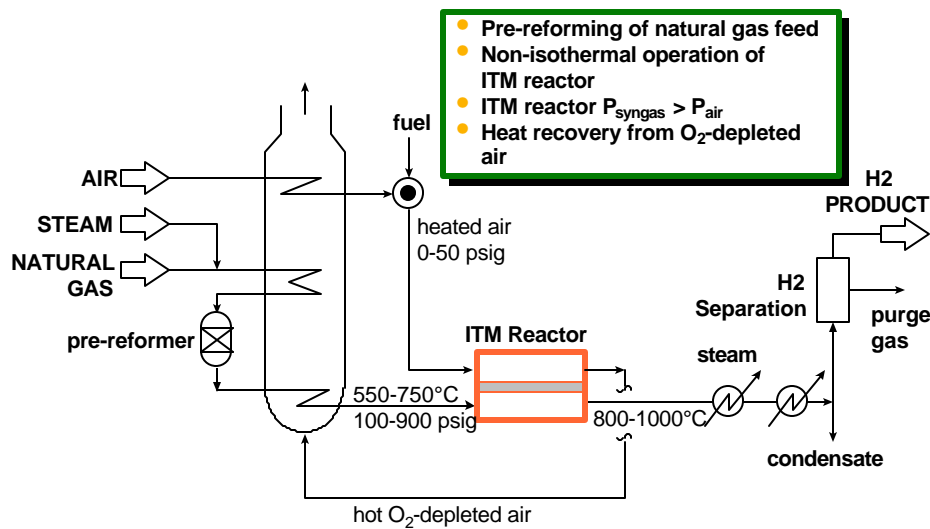 Pre-reforming of natural gas feed
Non-isothermal operation of
ITM reactor
ITM reactor Psyngas > Pair
Heat recovery from O2-depleted
air
fuel
AIR
STEAM
NATURAL
GAS
pre-reformer
heated air
0-50 psig
ITM Reactor
550-750°C
100-900 psig
800-1000°C
steam
H2
PRODUCT
H2
Separation
purge
gas
condensate
hot O2-depleted air